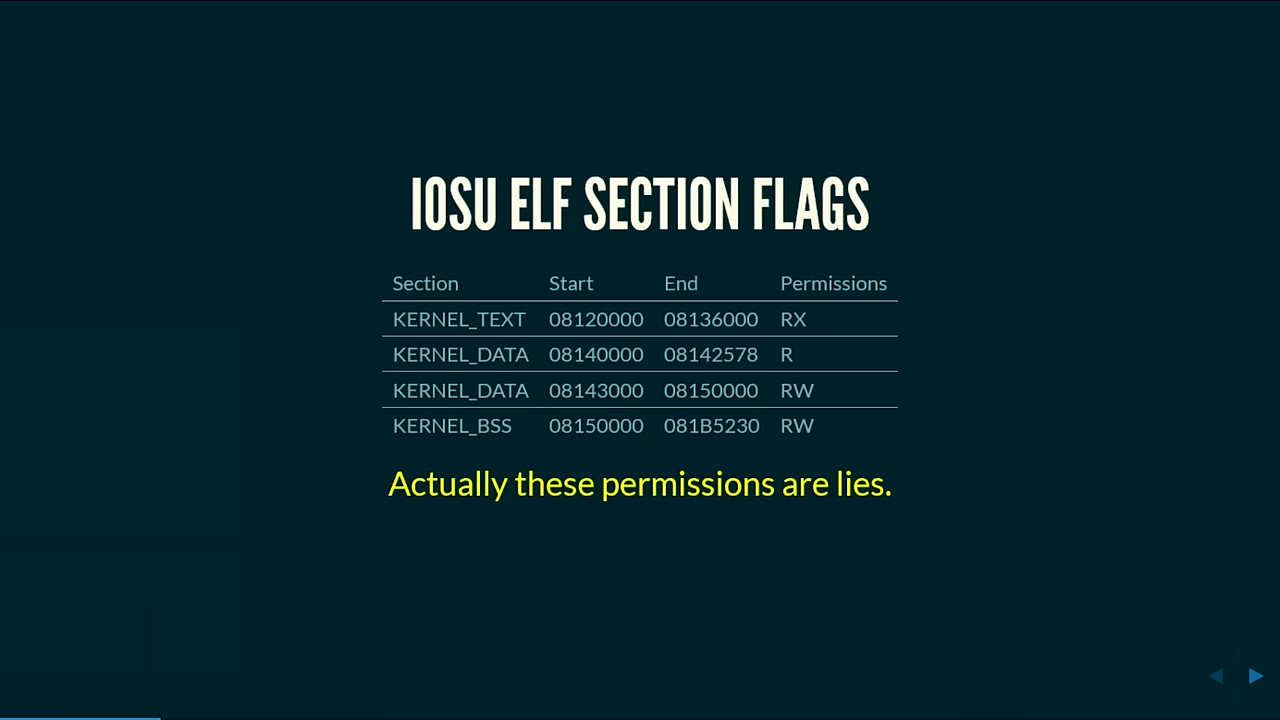 IOSU ELF SECTION FLAGS
Section Start End Permissions
KERNEL_TEXT 08120000 08136000 RX
KERNEL_DATA 08140000 08142578 R
KERNEL_DATA 08143000 08150000 RW
KERNEL_BSS 08150000 081B5230 RW
Actually these permissions are lies.